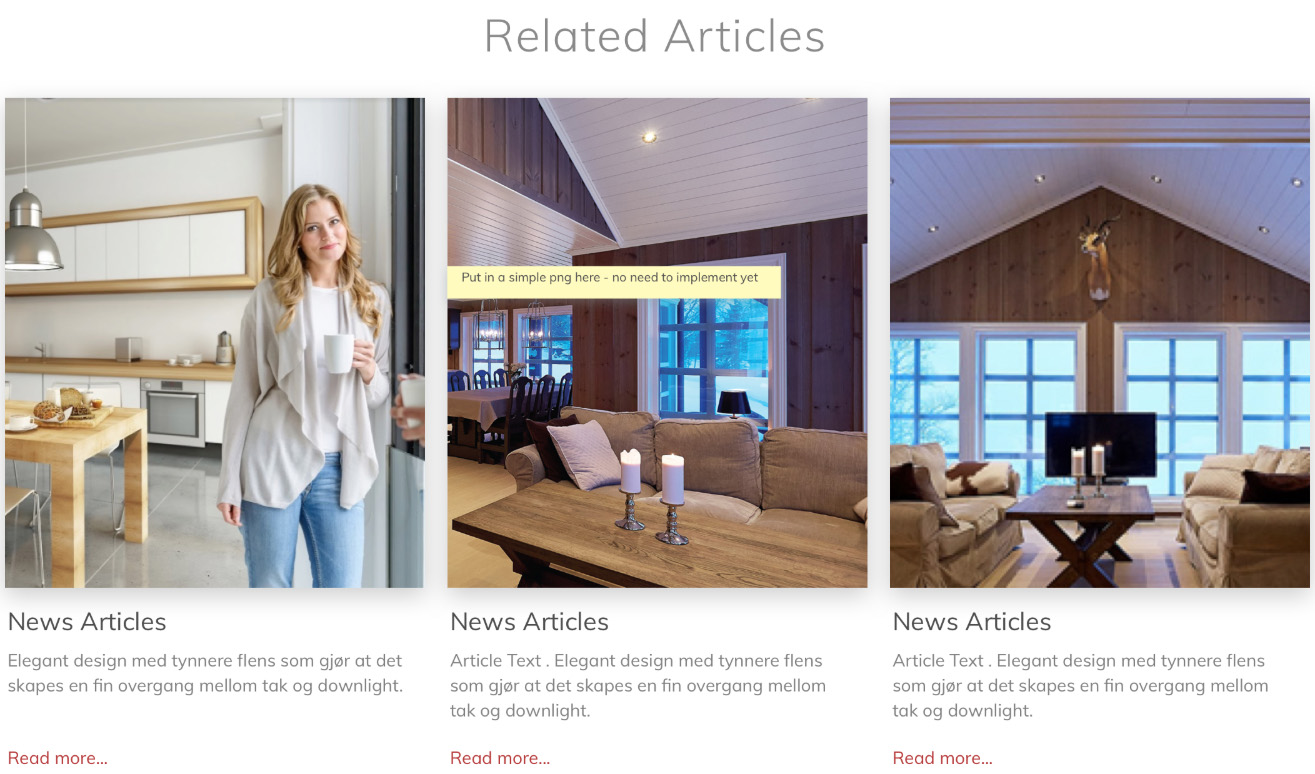 Related Articles
Put in a simple png here - no need to implement yet
News Articles
Elegant design med tynnere flens som gjør at det
skapes en fin overgang mellom tak og downlight.
Read more...
News Articles
Article Text . Elegant design med tynnere flens
som gjør at det skapes en fin overgang mellom
tak og downlight.
Read more...
News Articles
Article Text . Elegant design med tynnere flens
som gjør at det skapes en fin overgang mellom
tak og downlight.
Read more...